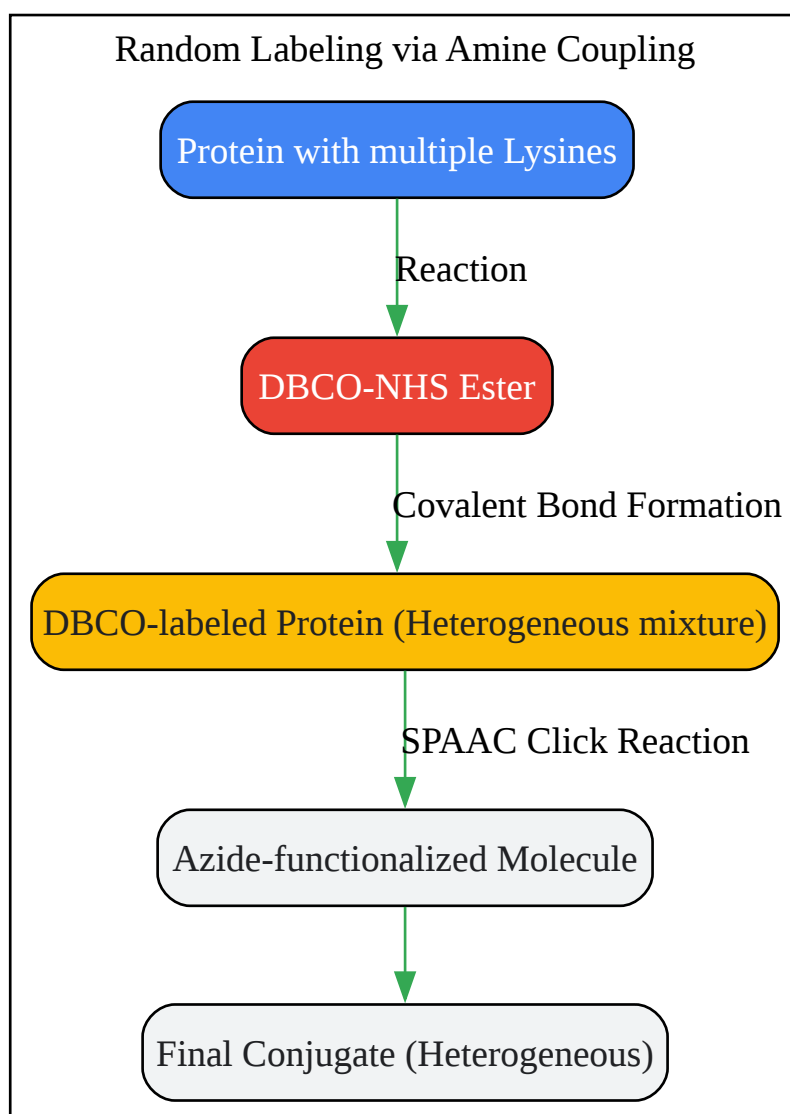 Random Labeling via Amine Coupling
Protein with multiple Lysines
Reaction
DBCO-NHS Ester
Covalent Bond Formation
DBCO-labeled Protein (Heterogeneous mixture)
SPAAC Click Reaction
Azide-functionalized Molecule
Final Conjugate (Heterogeneous)